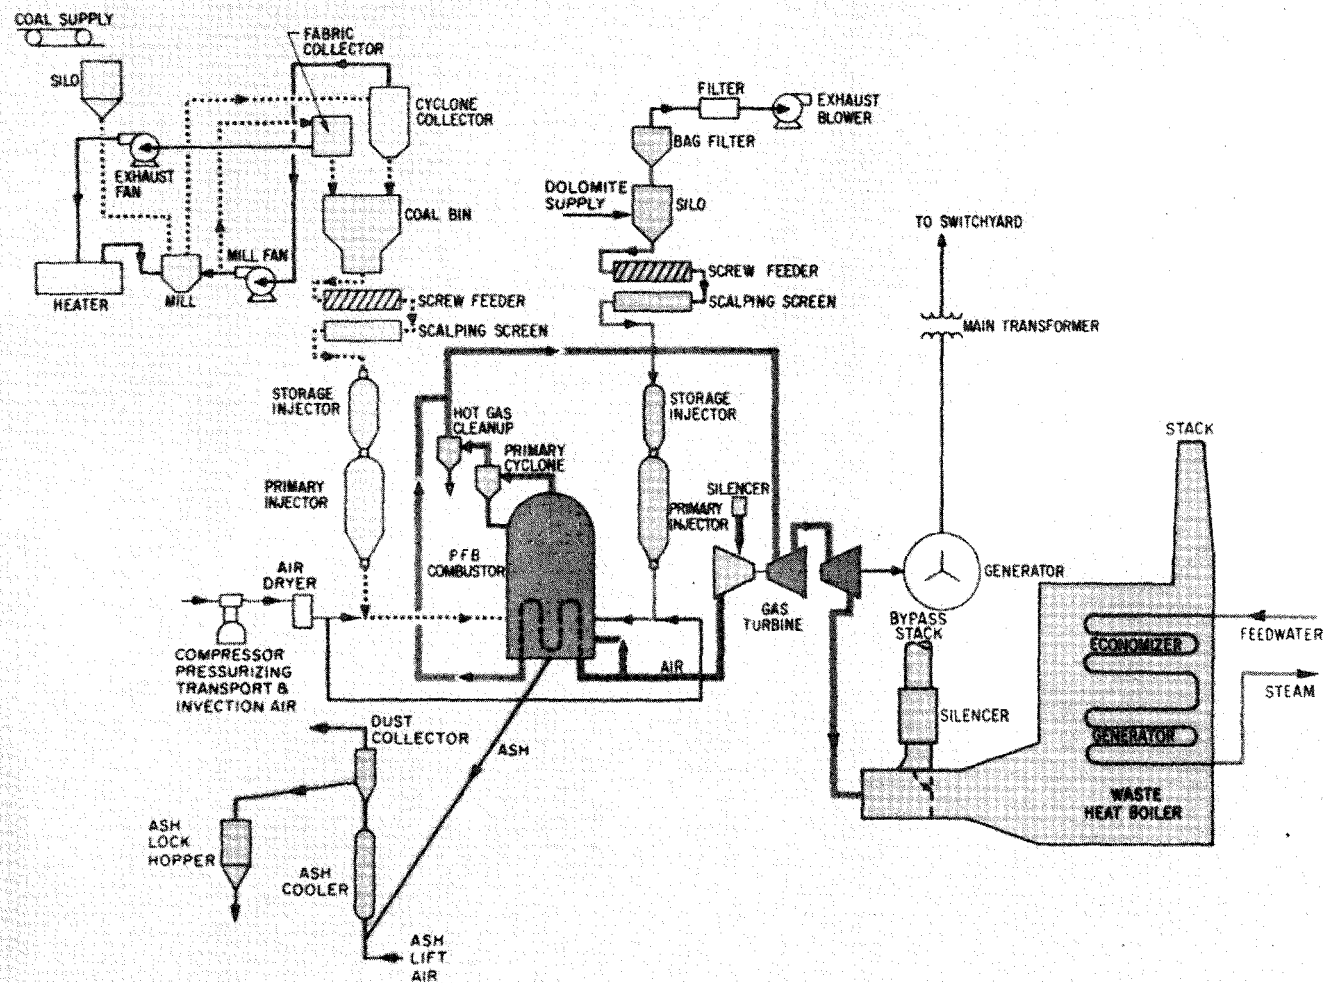 COAL SUPPLY
SILO
FABRIC
COLLECTOR
CYCLONE
COLLECTOR
EXHAUST
FAN
COAL BIN
MILL FAN
HEATER
MILL
SCREW FEEDER
SCALPING SCREEN
FILTER
EXHAUST
BLOWER
BAG FILTER
DOLOMITE
SUPPLY
SILO
SCREW FEEDER
SCALPING SCREEN
TO SWITCHYARD
MAIN TRANSFORMER
STORAGE
INJECTOR
HOT GAS
CLEANUP
PRIMARY
CYCLONE
STORAGE
INJECTOR
STACK
PRIMARY
INJECTOR
SILENCER
PRIMARY
INJECTOR
PFB
COMBUSTOR
AIR
DRYER
GAS
TURBINE
GENERATOR
BYPASS
STACK
FEEDWATER
ECONOMIZER
COMPRESSOR
PRESSURIZING
TRANSPORT &
INVECTION AIR
AIR
STEAM
SILENCER
GENERATOR
DUST
COLLECTOR
ASH
WASTE
HEAT BOILER
ASH
LOCK
HOPPER
ASH
COOLER
ASH
LIFT
AIR